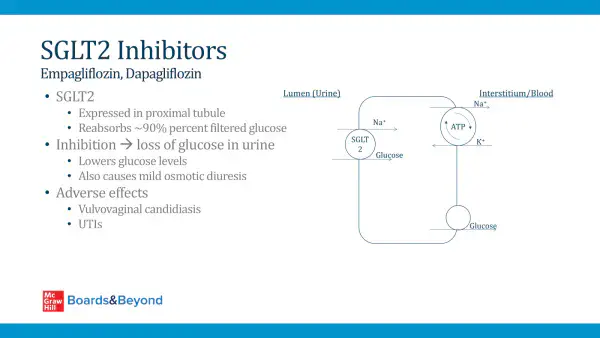 SGLT2 Inhibitors
Empagliflozin, Dapagliflozin
• SGLT2
• Expressed in proximal tubule
• Reabsorbs ~90% percent filtered glucose
• Inhibition → loss of glucose in urine
• Lowers glucose levels
• Also causes mild osmotic diuresis
• Adverse effects
• Vulvovaginal candidiasis
• UTIs
Lumen (Urine)
Interstitium/Blood
Na⁺
SGLT
2
Glucose
Na⁺
ATP
K⁺
Glucose
Mc
Graw
Hill
Boards&Beyond